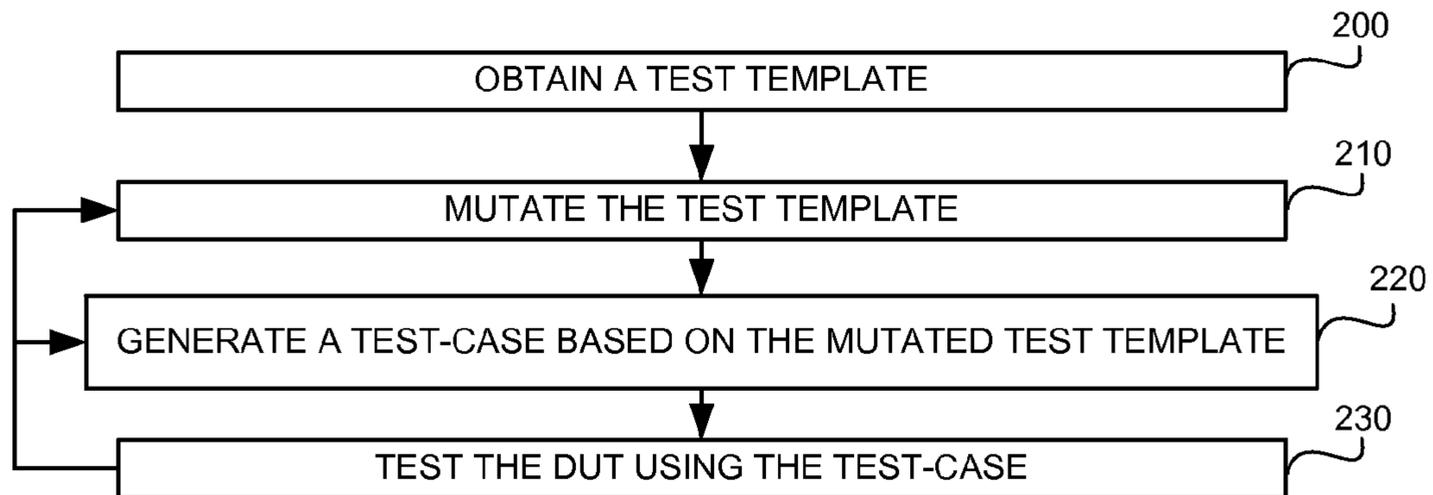 200
OBTAIN A TEST TEMPLATE
210
MUTATE THE TEST TEMPLATE
220
GENERATE A TEST-CASE BASED ON THE MUTATED TEST TEMPLATE
230
TEST THE DUT USING THE TEST-CASE